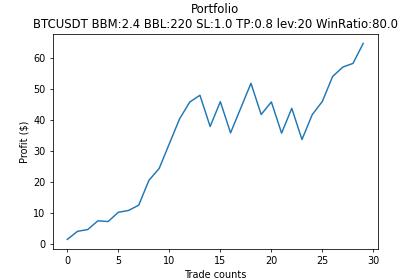 Portfolio
BTCUSDT BBM:2.4 BBL:220 SL:1.0 TP:0.8 lev:20 WinRatio:80.0
Profit ($)
60
50
40
30
20
10
0
0 5 10 15 20 25 30
Trade counts